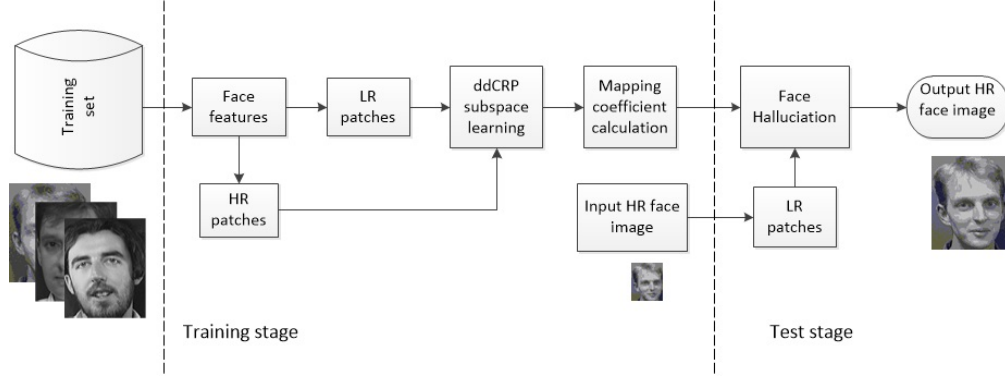 Training
set
Face
features
LR
patches
ddCRP
subspace
learning
Mapping
coefficient
calculation
Face
Halluciation
Output HR
face image
HR
patches
Input HR face
image
LR
patches
Training stage
Test stage